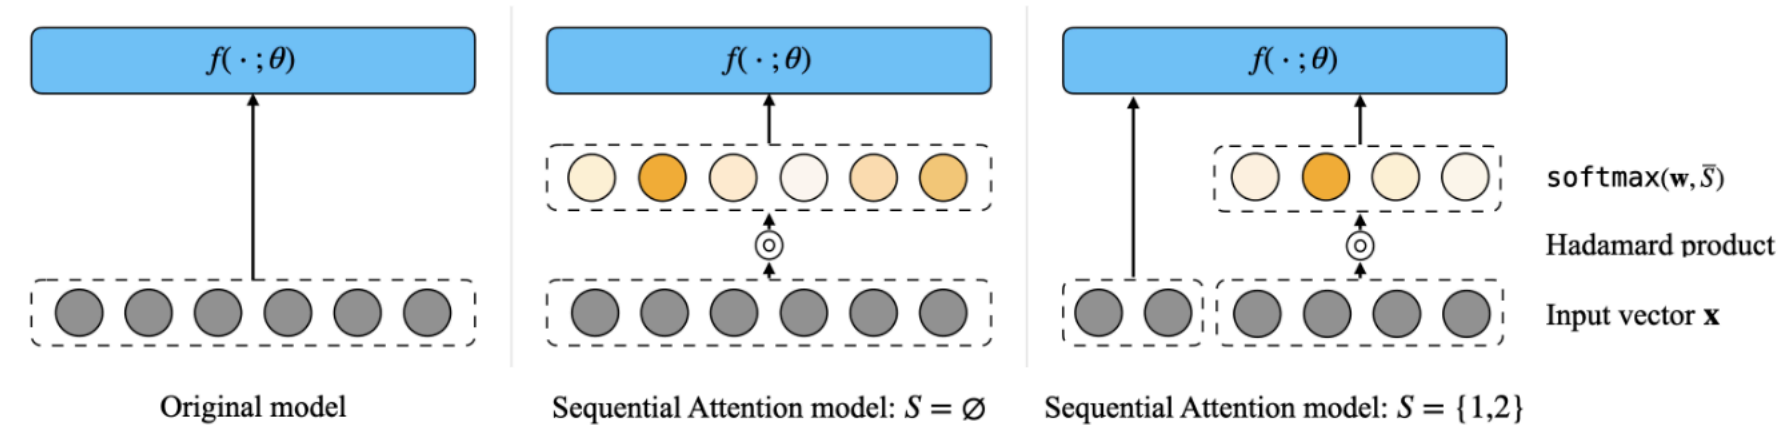 f( · ; θ)
f( · ; θ)
f( · ; θ)
softmax(w, S̅)
Hadamard product
Input vector x
Original model
Sequential Attention model: S = ∅
Sequential Attention model: S = {1,2}